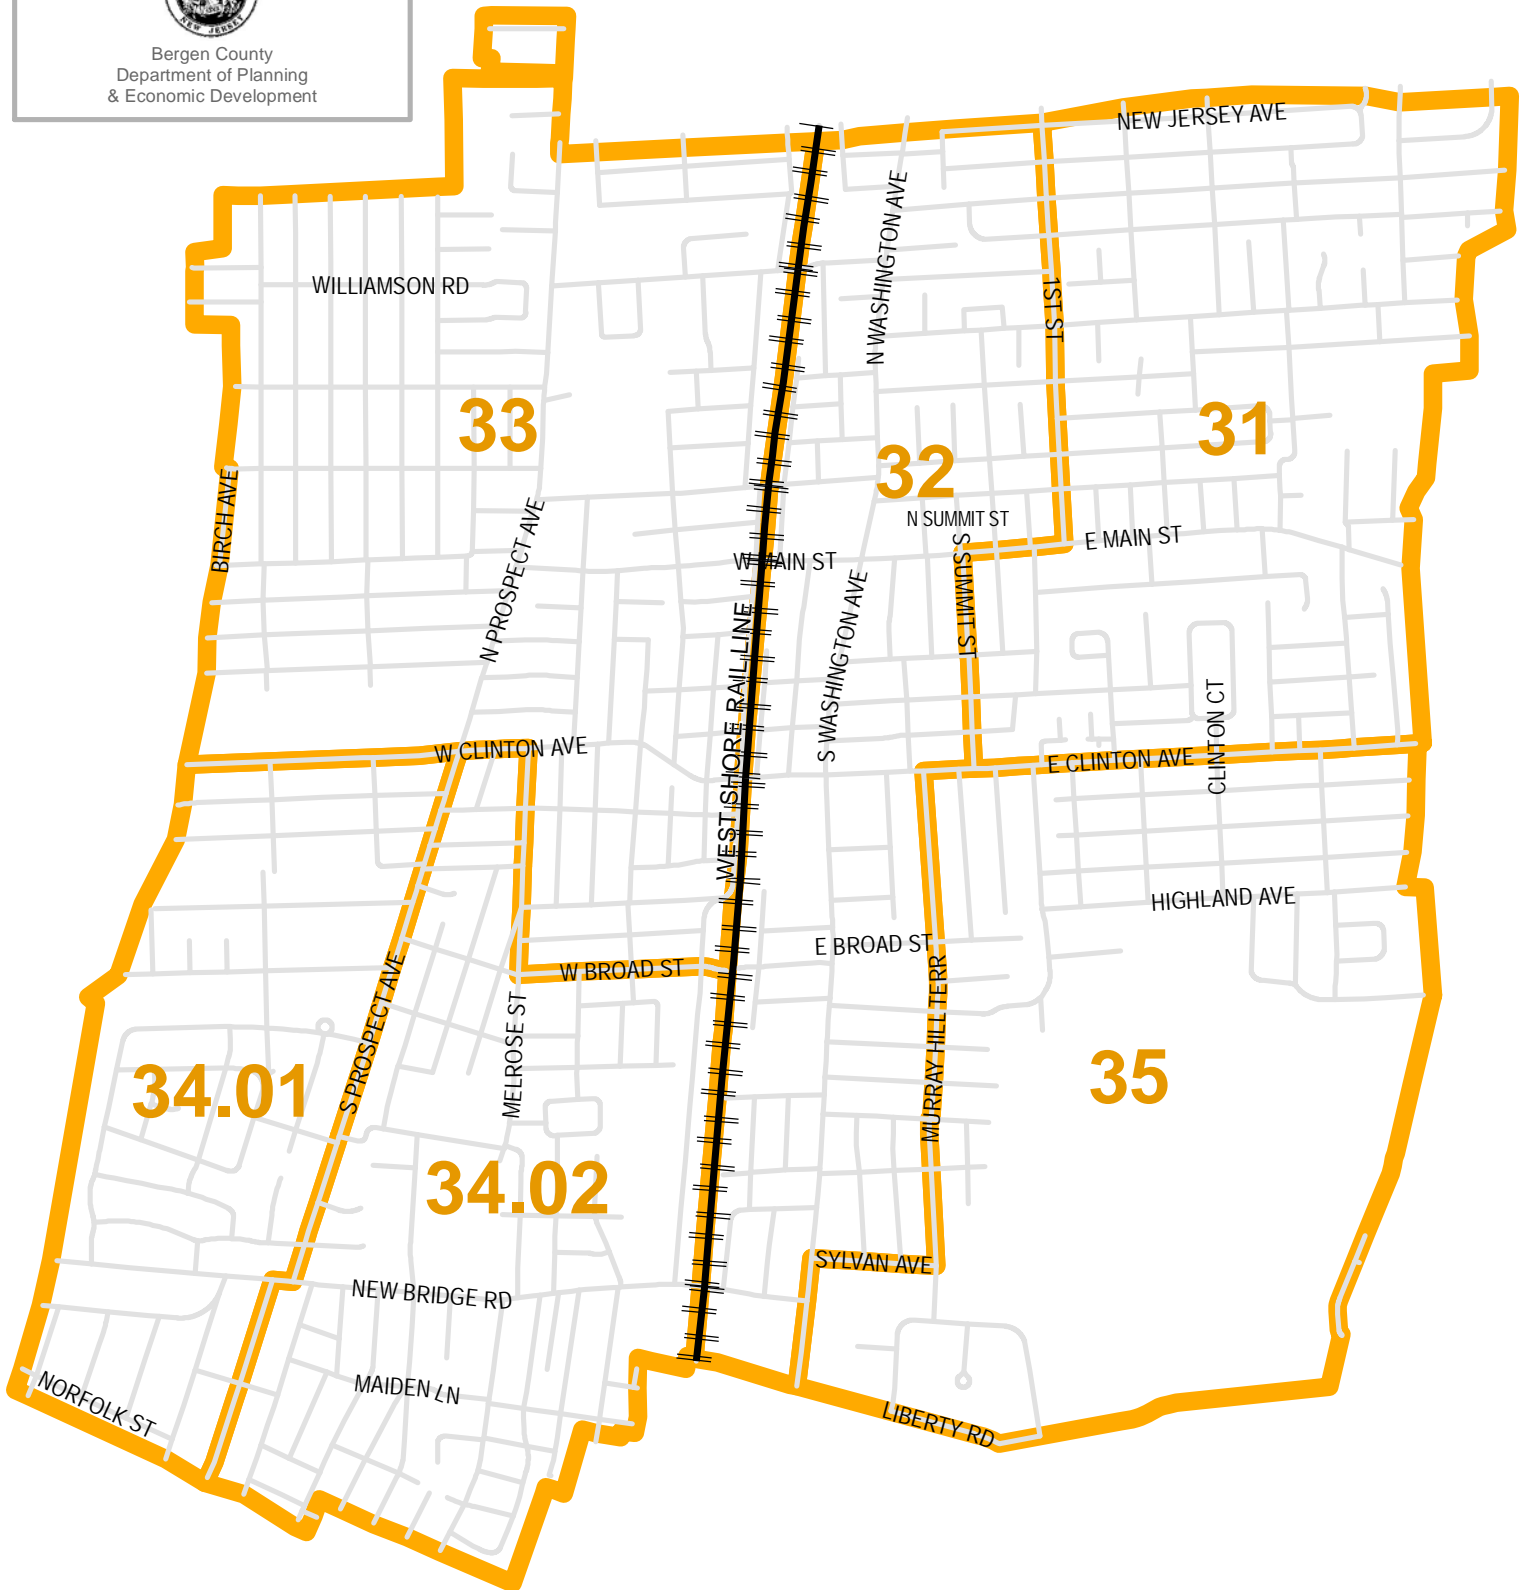 NEW JERSEY
Bergen County
Department of Planning
& Economic Development
NEW JERSEY AVE
N WASHINGTON AVE
WILLIAMSON RD
1ST ST
33
31
32
BIRCH AVE
N PROSPECT AVE
N SUMMIT ST
E MAIN ST
W MAIN ST
S SUMMIT ST
S WASHINGTON AVE
WEST SHORE RAIL LINE
CLINTON CT
W CLINTON AVE
E CLINTON AVE
HIGHLAND AVE
E BROAD ST
W BROAD ST
S PROSPECT AVE
MELROSE ST
MURRAY HILL TERR
34.01
35
34.02
SYLVAN AVE
NEW BRIDGE RD
MAIDEN LN
NORFOLK ST
LIBERTY RD